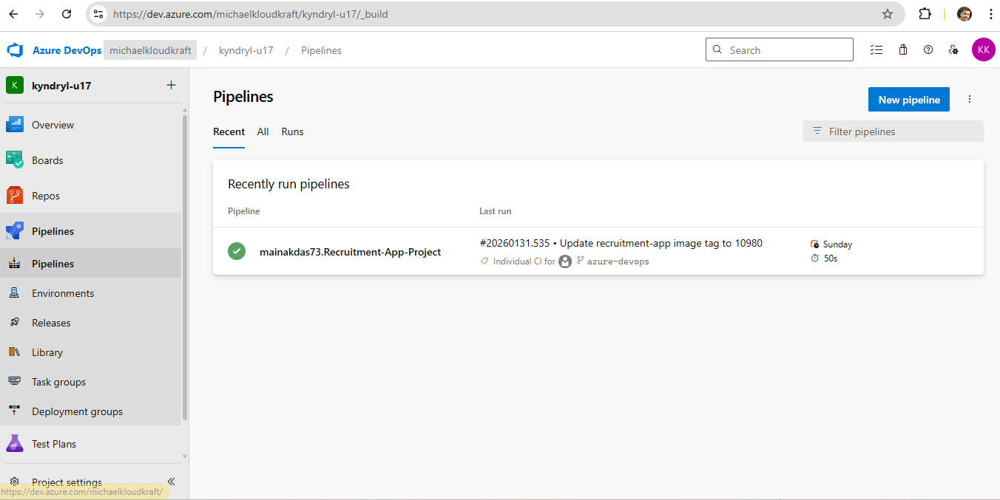 https://dev.azure.com/michaelkloudkraft/kyndryl-u17/_build
Azure DevOps michaelkloudkraft / kyndryl-u17 / Pipelines
Search
KK
K kyndryl-u17
Overview
Boards
Repos
Pipelines
Pipelines
Environments
Releases
Library
Task groups
Deployment groups
Test Plans
Project settings
https://dev.azure.com/michaelkloudkraft/
Pipelines
New pipeline
Recent All Runs
Filter pipelines
Recently run pipelines
Pipeline Last run
mainakdas73.Recruitment-App-Project
#20260131.535 • Update recruitment-app image tag to 10980
Individual CI for azure-devops
Sunday
50s